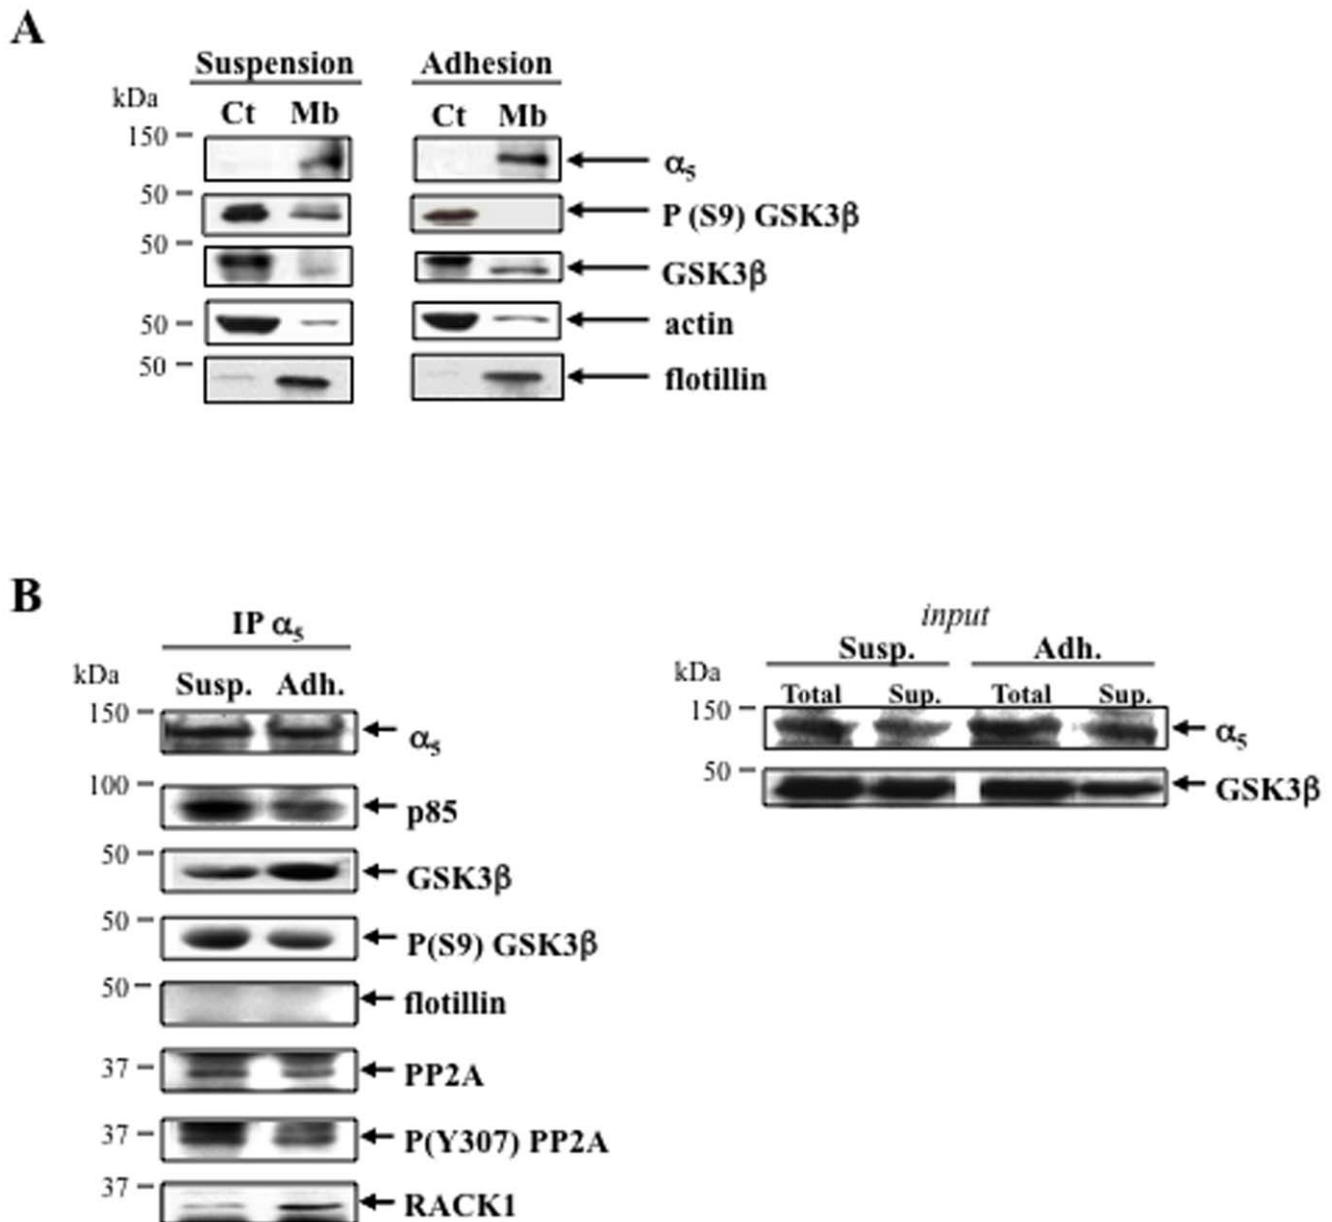 A
Suspension Adhesion
kDa
Ct Mb Ct Mb
150
α5
50
P (S9) GSK3β
50
GSK3β
50
actin
50
flotillin
B
IP α5
input
Susp. Adh.
kDa
Susp. Adh.
kDa
Total Sup. Total Sup.
150
α5
150
α5
100
p85
50
GSK3β
50
GSK3β
50
P(S9) GSK3β
50
flotillin
37
PP2A
37
P(Y307) PP2A
37
RACK1